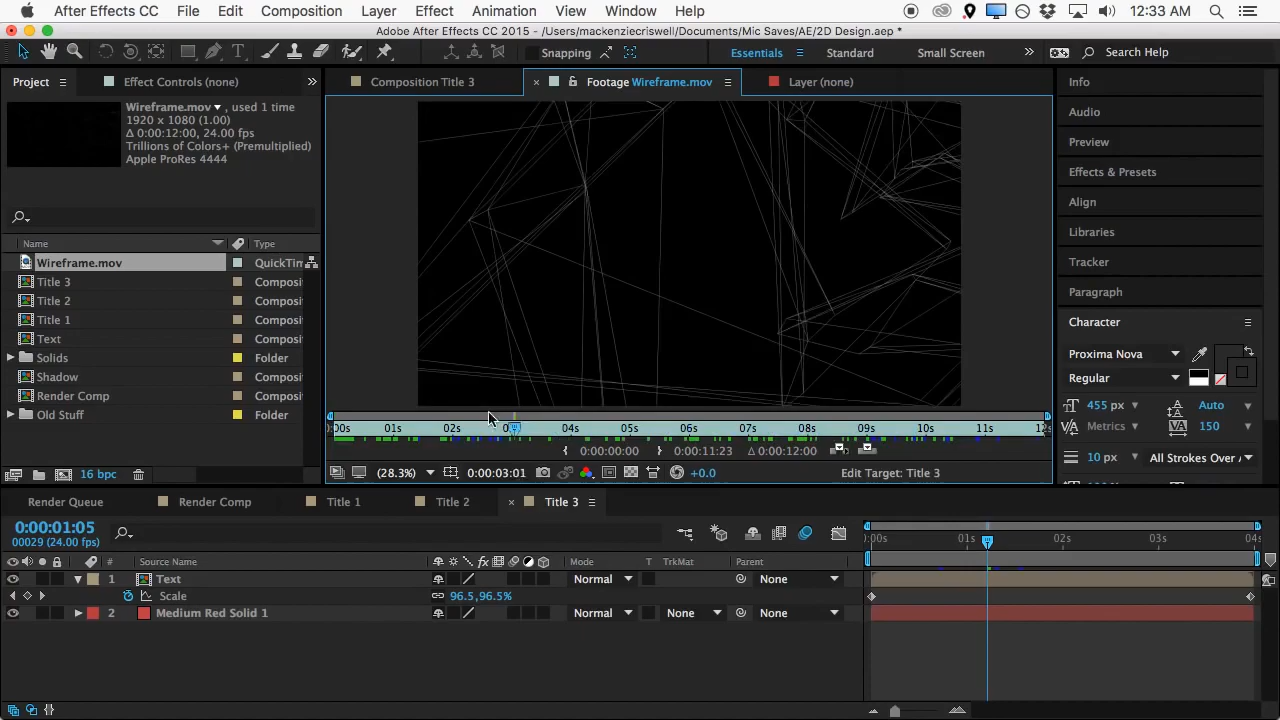 After Effects CC File Edit Composition Layer Effect Animation View Window Help 12:33 AM
Adobe After Effects CC 2015 - /Users/mackenziecriswell/Documents/Mic Saves/AE/2D Design.aep *
Snapping Essentials Standard Small Screen Search Help
Project Effect Controls (none) Composition Title 3 Footage Wireframe.mov Layer (none) Info
Wireframe.mov , used 1 time
1920 x 1080 (1.00)
Δ 0:00:12:00, 24.00 fps
Trillions of Colors+ (Premultiplied)
Apple ProRes 4444
Audio
Preview
Effects & Presets
Align
Libraries
Tracker
Paragraph
Character
Proxima Nova
Regular
455 px Auto
Metrics 150
10 px All Strokes Over
Name Type
Wireframe.mov QuickTim
Title 3 Composi
Title 2 Composi
Title 1 Composi
Text Composi
Solids Folder
Shadow Composi
Render Comp Composi
Old Stuff Folder
16 bpc
:00s 01s 02s 04s 05s 06s 07s 08s 09s 10s 11s 12s
{ 0:00:00:00 } 0:00:11:23 Δ 0:00:12:00
(28.3%) 0:00:03:01 +0.0 Edit Target: Title 3
Render Queue Render Comp Title 1 Title 2 Title 3
0:00:01:05
00029 (24.00 fps)
:00s 01s 02s 03s 04s
Source Name Mode T TrkMat Parent
1 Text Normal None
Scale 96.5,96.5%
2 Medium Red Solid 1 Normal None None